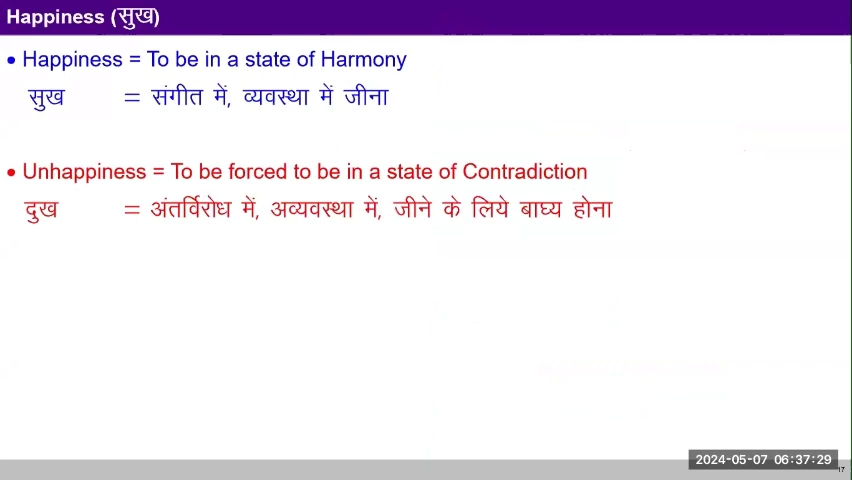 Happiness (सुख)
• Happiness = To be in a state of Harmony
सुख = संगीत में, व्यवस्था में जीना
• Unhappiness = To be forced to be in a state of Contradiction
दुख = अंतर्विरोध में, अव्यवस्था में, जीने के लिये बाघ्य होना
2024-05-07 06:37:29
17